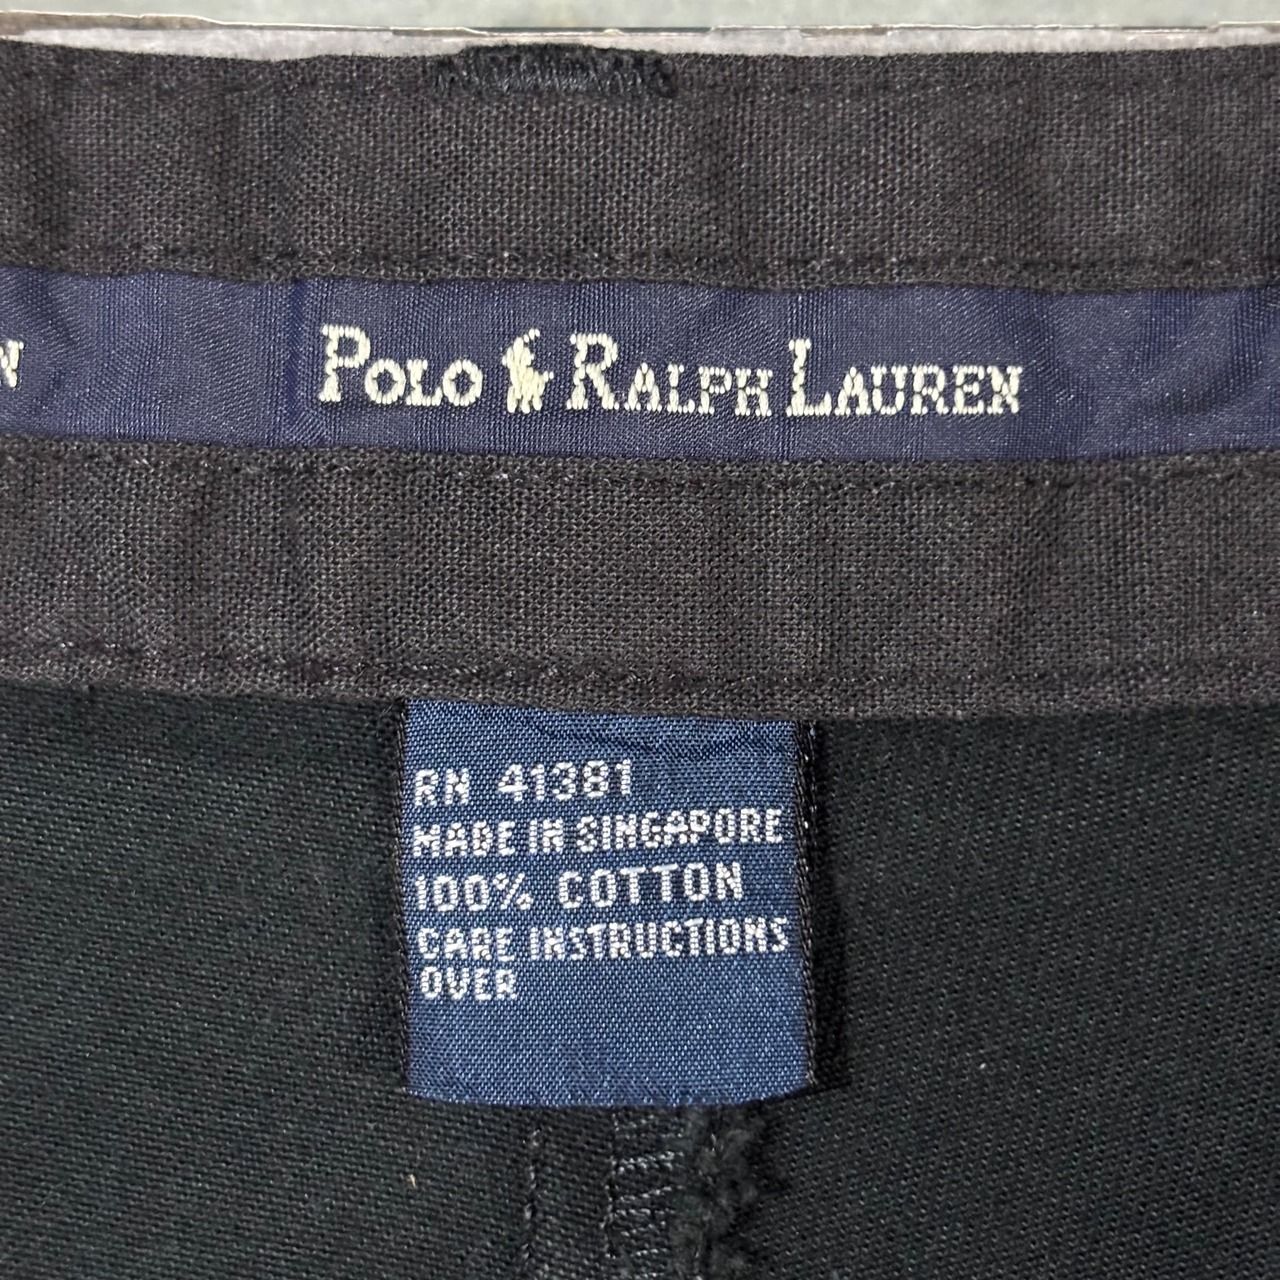 N
POLO RALPH LAUREN
RN 41381
MADE IN SINGAPORE
100% COTTON
CARE INSTRUCTIONS
OVER